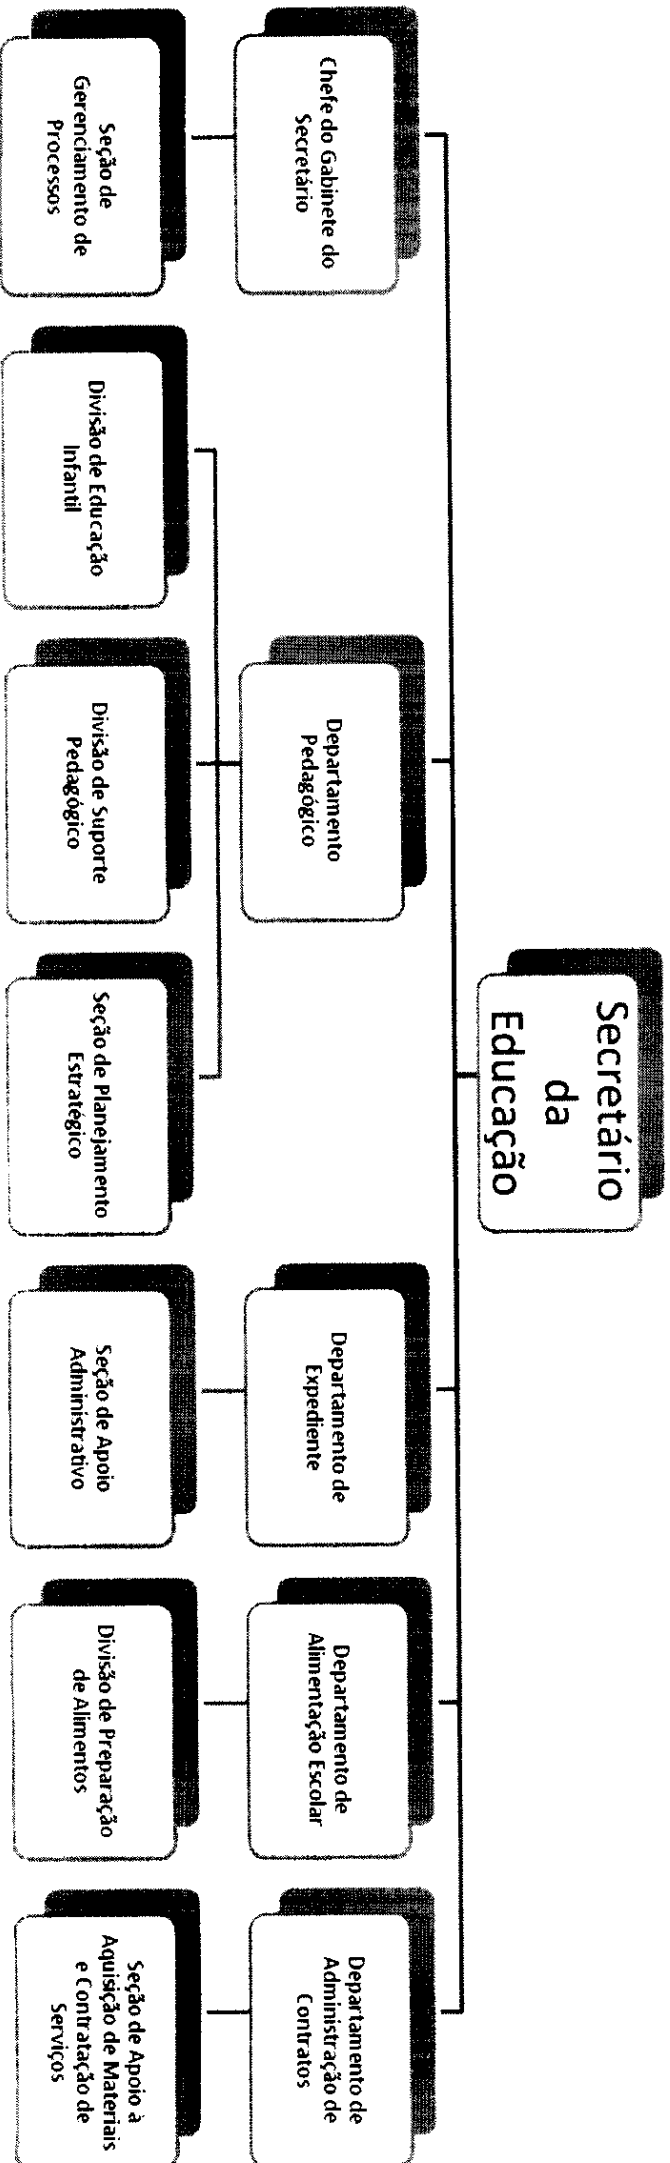 Secretário
da
Educação
Chefe do Gabinete do
Secretário
Departamento
Pedagógico
Departamento de
Expediente
Departamento de
Alimentação Escolar
Departamento de
Administração de
Contratos
Seção de
Gerenciamento de
Processos
Divisão de Educação
Infantil
Divisão de Suporte
Pedagógico
Seção de Planejamento
Estratégico
Seção de Apoio
Administrativo
Divisão de Preparação
de Alimentos
Seção de Apoio à
Aquisição de Materiais
e Contratação de
Serviços